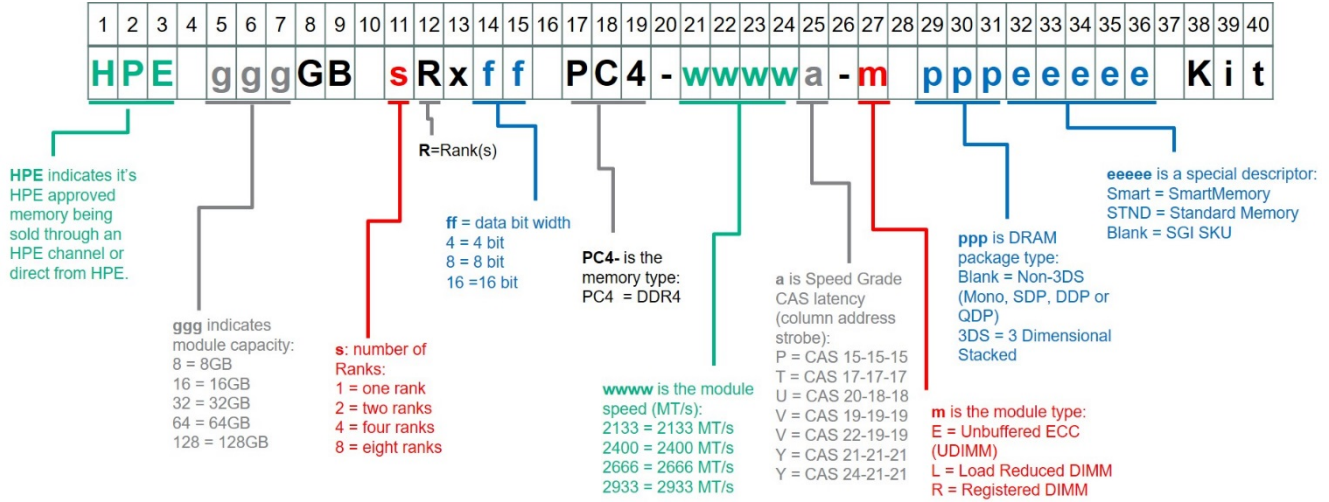 1 2 3 4 5 6 7 8 9 10 11 12 13 14 15 16 17 18 19 20 21 22 23 24 25 26 27 28 29 30 31 32 33 34 35 36 37 38 39 40
HPE gggGB sRxff PC4-wwwwa-m pppeeeee Kit
HPE indicates it's
HPE approved
memory being
sold through an
HPE channel or
direct from HPE.
ggg indicates
module capacity:
8 = 8GB
16 = 16GB
32 = 32GB
64 = 64GB
128 = 128GB
s: number of
Ranks:
1 = one rank
2 = two ranks
4 = four ranks
8 = eight ranks
R=Rank(s)
ff = data bit width
4 = 4 bit
8 = 8 bit
16 =16 bit
PC4- is the
memory type:
PC4 = DDR4
wwww is the module
speed (MT/s):
2133 = 2133 MT/s
2400 = 2400 MT/s
2666 = 2666 MT/s
2933 = 2933 MT/s
a is Speed Grade
CAS latency
(column address
strobe):
P = CAS 15-15-15
T = CAS 17-17-17
U = CAS 20-18-18
V = CAS 19-19-19
V = CAS 22-19-19
Y = CAS 21-21-21
Y = CAS 24-21-21
m is the module type:
E = Unbuffered ECC
(UDIMM)
L = Load Reduced DIMM
R = Registered DIMM
ppp is DRAM
package type:
Blank = Non-3DS
(Mono, SDP, DDP or
QDP)
3DS = 3 Dimensional
Stacked
eeeee is a special descriptor:
Smart = SmartMemory
STND = Standard Memory
Blank = SGI SKU